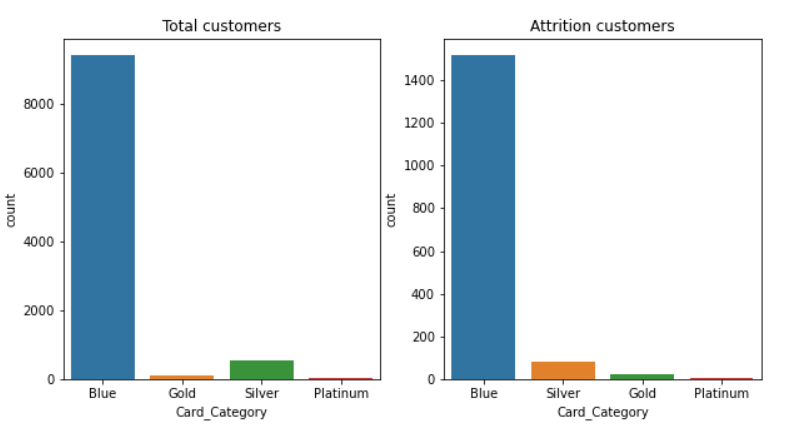 Total customers
8000
6000
4000
2000
0
count
Blue Gold Silver Platinum
Card_Category
Attrition customers
1400
1200
1000
800
600
400
200
0
count
Blue Silver Gold Platinum
Card_Category